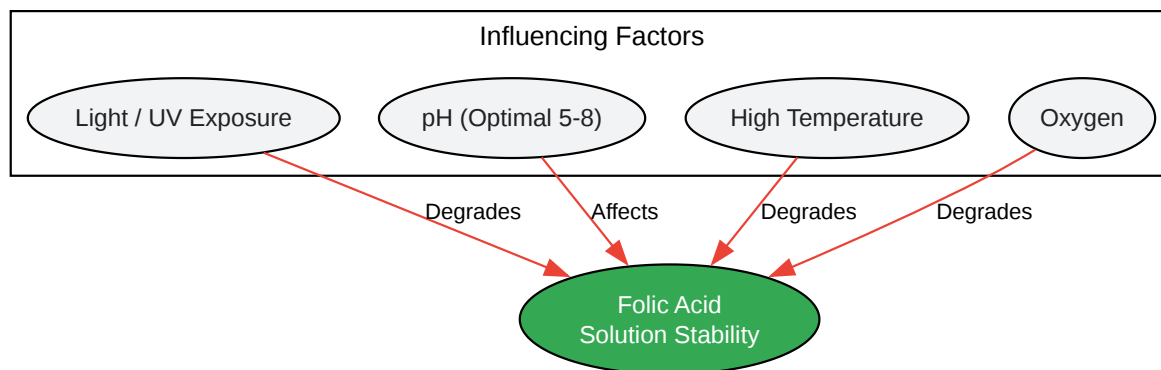 Influencing Factors
Light / UV Exposure
pH (Optimal 5-8)
High Temperature
Oxygen
Degrades
Affects
Degrades
Degrades
Folic Acid
Solution Stability